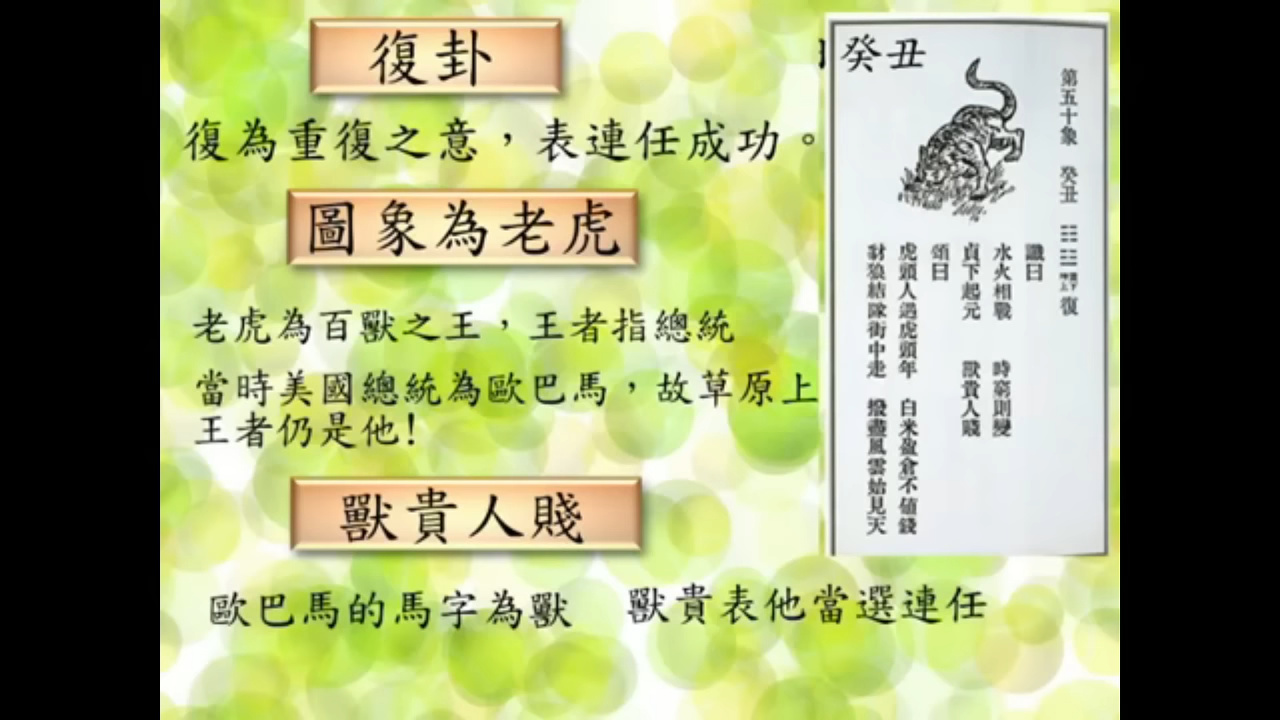 復卦
復為重復之意，表連任成功。
圖象為老虎
老虎為百獸之王，王者指總統
當時美國總統為歐巴馬，故草原上
王者仍是他!
獸貴人賤
歐巴馬的馬字為獸　獸貴表他當選連任
癸丑
第五十象　癸丑　復
讖曰
水火相戰　時窮則變
貞下起元　獸貴人賤
頌曰
虎頭人遇虎頭年　白米盈倉不值錢
豺狼結隊街中走　撥盡風雲始見天